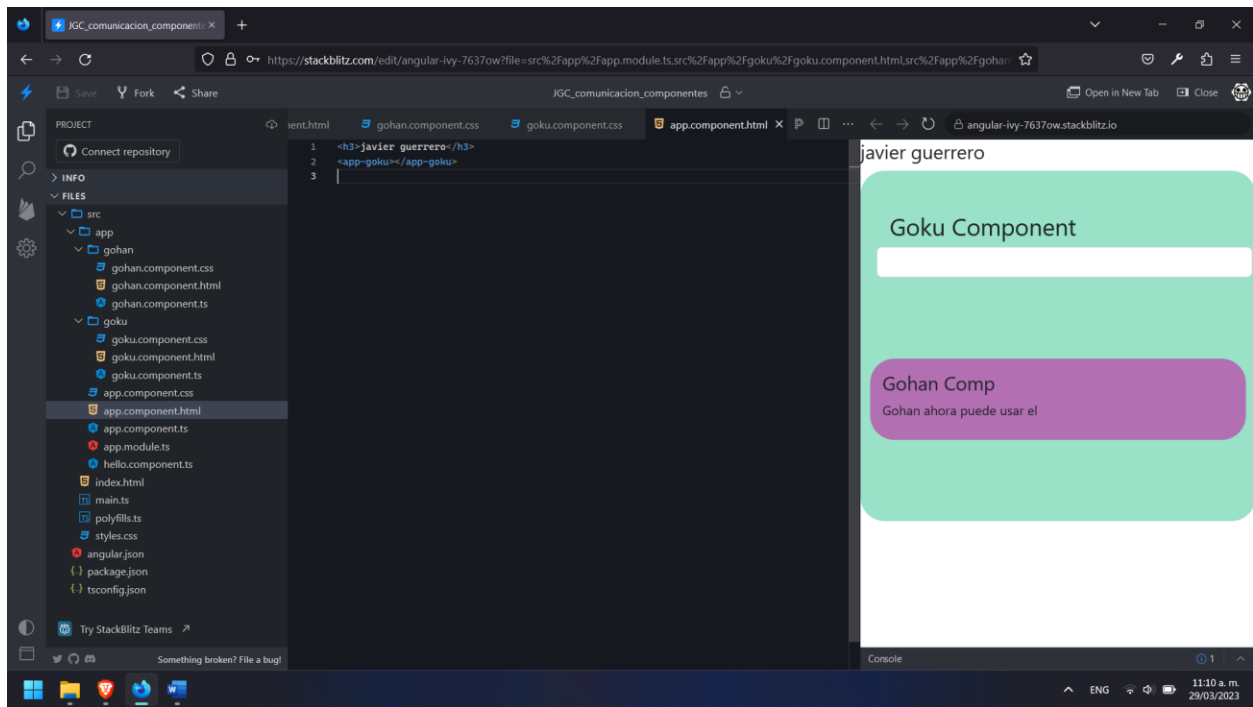 JGC_comunicacion_componente
https://stackblitz.com/edit/angular-ivy-7637ow?file=src%2Fapp%2Fapp.module.ts,src%2Fapp%2Fgoku%2Fgoku.component.html,src%2Fapp%2Fgohan
Save Fork Share JGC_comunicacion_componentes Open in New Tab Close
PROJECT
nent.html gohan.component.css goku.component.css app.component.html angular-ivy-7637ow.stackblitz.io
Connect repository
INFO
FILES
src
app
gohan
gohan.component.css
gohan.component.html
gohan.component.ts
goku
goku.component.css
goku.component.html
goku.component.ts
app.component.css
app.component.html
app.component.ts
app.module.ts
hello.component.ts
index.html
main.ts
polyfills.ts
styles.css
angular.json
package.json
tsconfig.json
Try StackBlitz Teams
Something broken? File a bug!
1 <h3>javier guerrero</h3>
2 <app-goku></app-goku>
3
javier guerrero
Goku Component
Gohan Comp
Gohan ahora puede usar el
Console 1
ENG 11:10 a. m.
29/03/2023